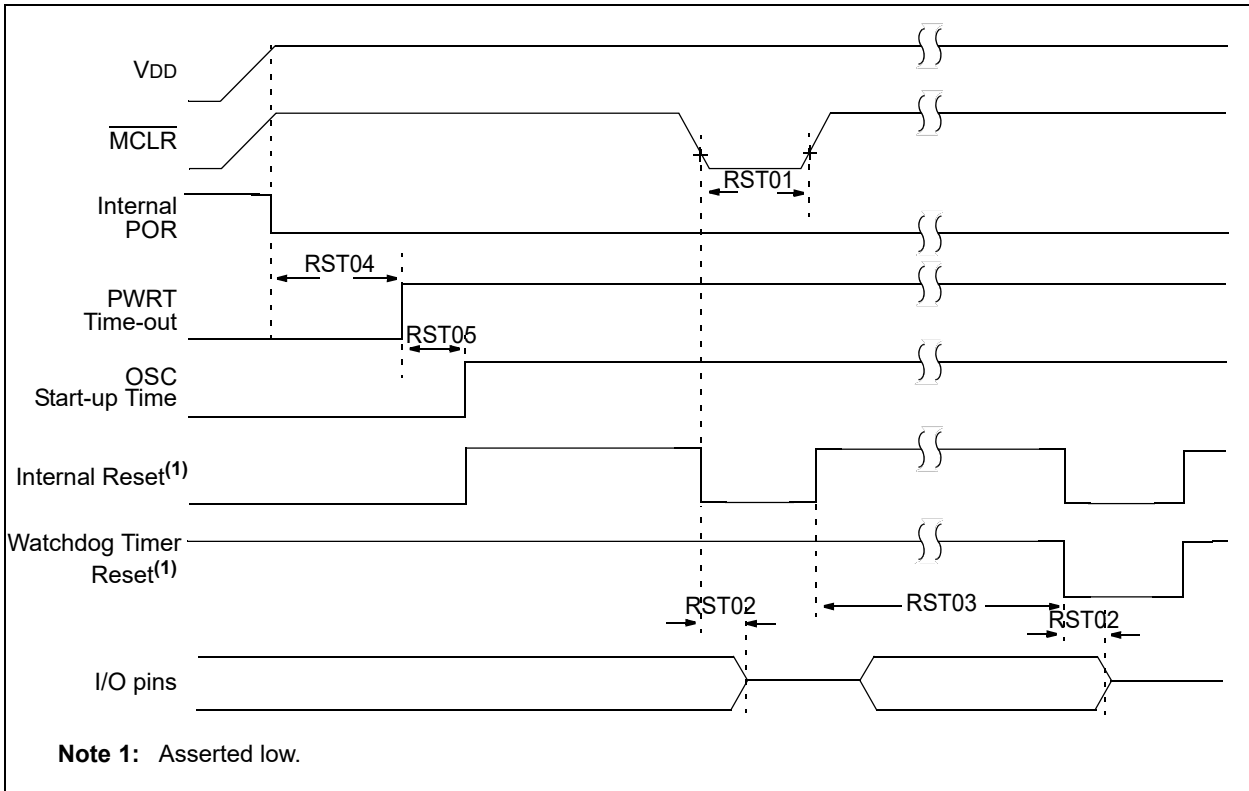 VDD
MCLR
RST01
Internal
POR
RST04
PWRT
Time-out
RST05
OSC
Start-up Time
Internal Reset(1)
Watchdog Timer
Reset(1)
RST02
RST03
RST02
I/O pins
Note 1: Asserted low.